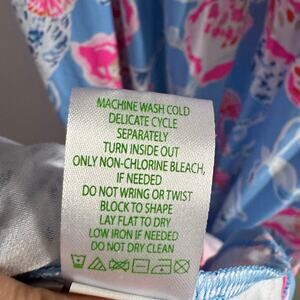 MACHINE WASH COLD
DELICATE CYCLE
SEPARATELY
TURN INSIDE OUT
ONLY NON-CHLORINE BLEACH,
IF NEEDED
DO NOT WRING OR TWIST
BLOCK TO SHAPE
LAY FLAT TO DRY
LOW IRON IF NEEDED
DO NOT DRY CLEAN